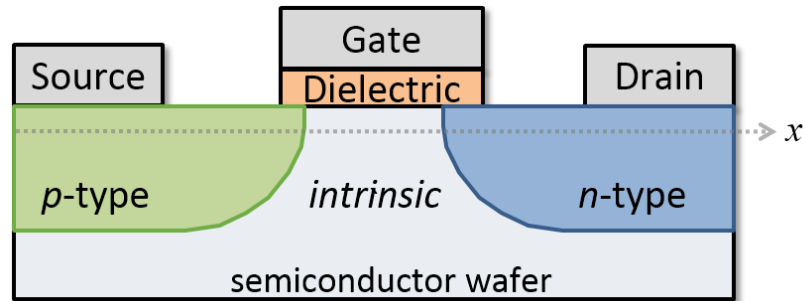 Gate
Source
Dielectric
Drain
x
p-type
intrinsic
n-type
semiconductor wafer